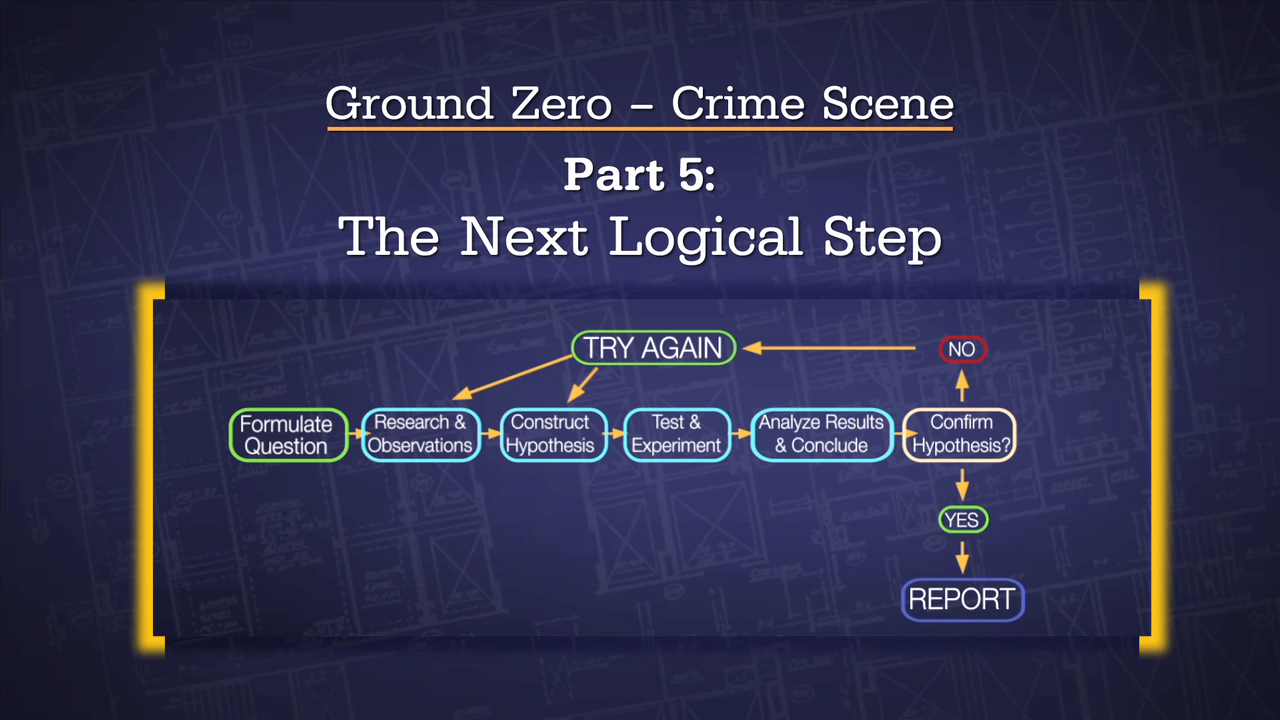 Ground Zero – Crime Scene
Part 5:
The Next Logical Step
TRY AGAIN
NO
Formulate
Question
Research &
Observations
Construct
Hypothesis
Test &
Experiment
Analyze Results
& Conclude
Confirm
Hypothesis?
YES
REPORT